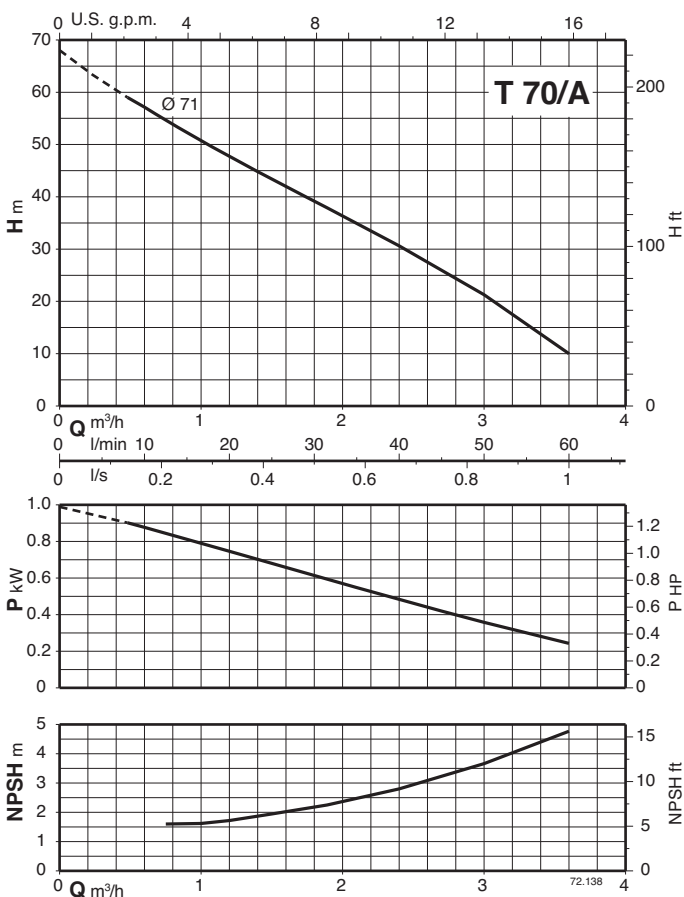 0 U.S. g.p.m. 4 8 12 16
70
60
50
40
30
20
10
0
H m
Ø 71
T 70/A
200
100
0
H ft
0 Q m³/h 1 2 3 4
0 l/min 10 20 30 40 50 60
0 l/s 0.2 0.4 0.6 0.8 1
1.0
0.8
0.6
0.4
0.2
0
P kW
1.2
1.0
0.8
0.6
0.4
0.2
0
P HP
5
4
3
2
1
0
NPSH m
15
10
5
0
NPSH ft
72.138
0 Q m³/h 1 2 3 4